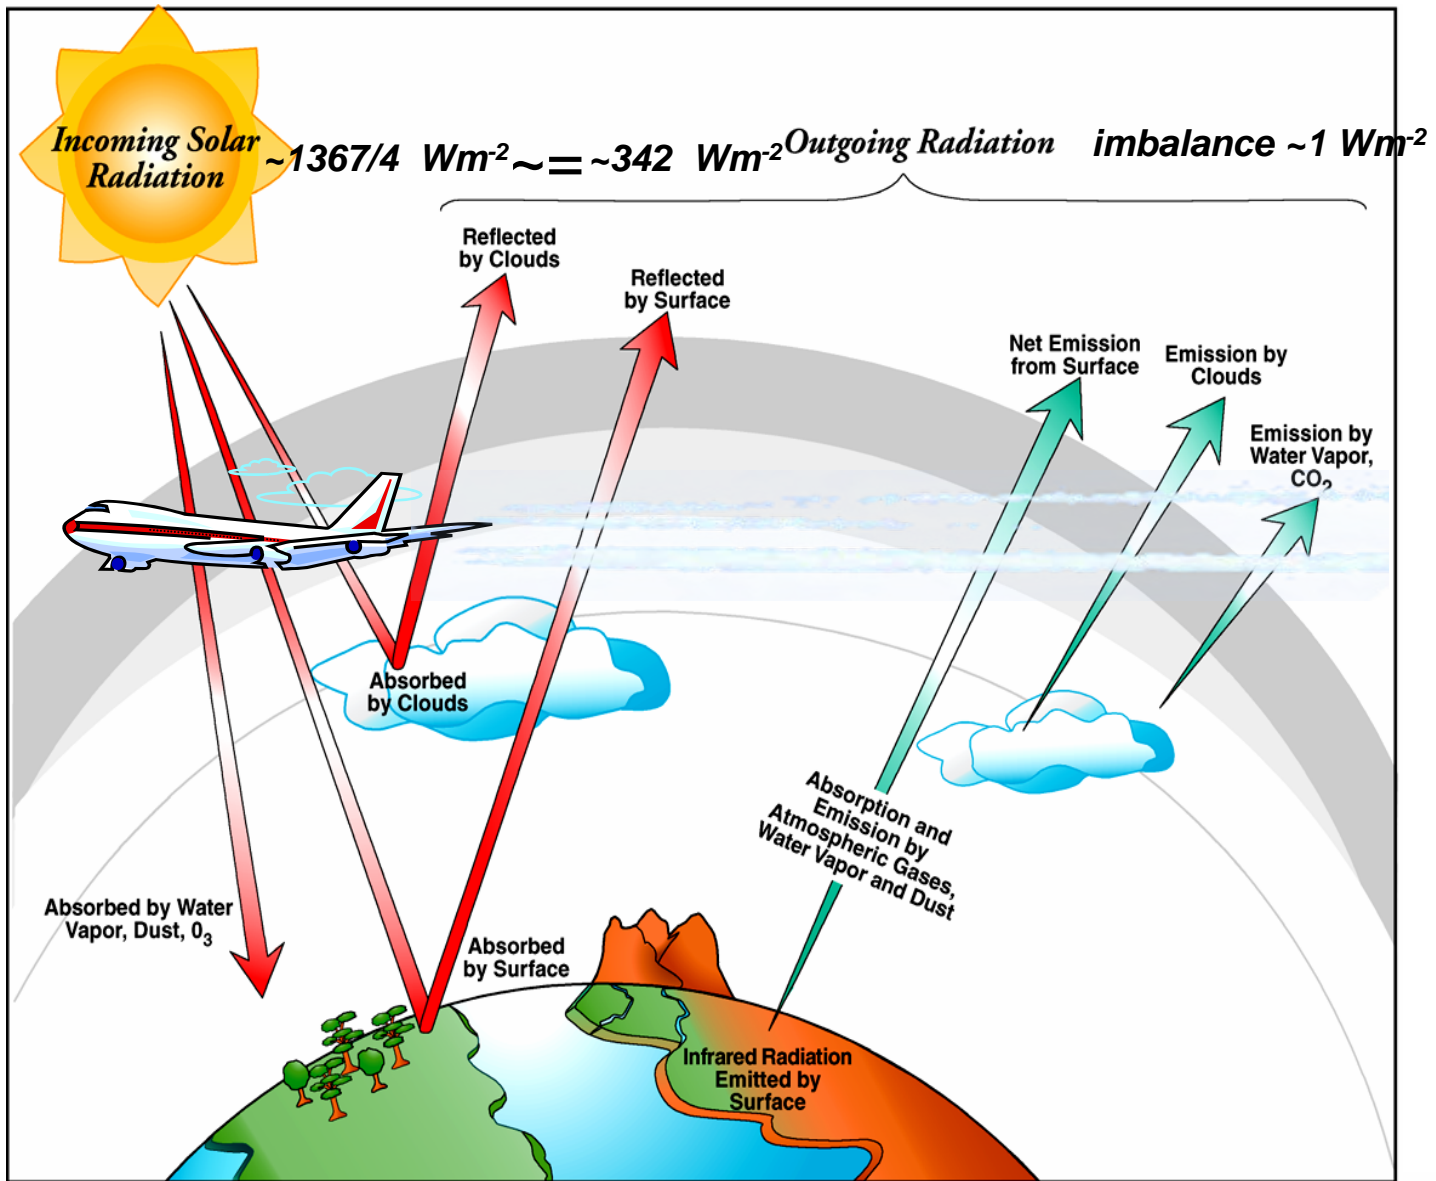 Incoming Solar
Radiation
~1367/4 Wm-2 ~= ~342 Wm-2
Outgoing Radiation
imbalance ~1 Wm-2
Reflected
by Clouds
Reflected
by Surface
Net Emission
from Surface
Emission by
Clouds
Emission by
Water Vapor,
CO2
Absorbed
by Clouds
Absorption and
Emission by
Atmospheric Gases,
Water Vapor and Dust
Absorbed by Water
Vapor, Dust, 03
Absorbed
by Surface
Infrared Radiation
Emitted by
Surface